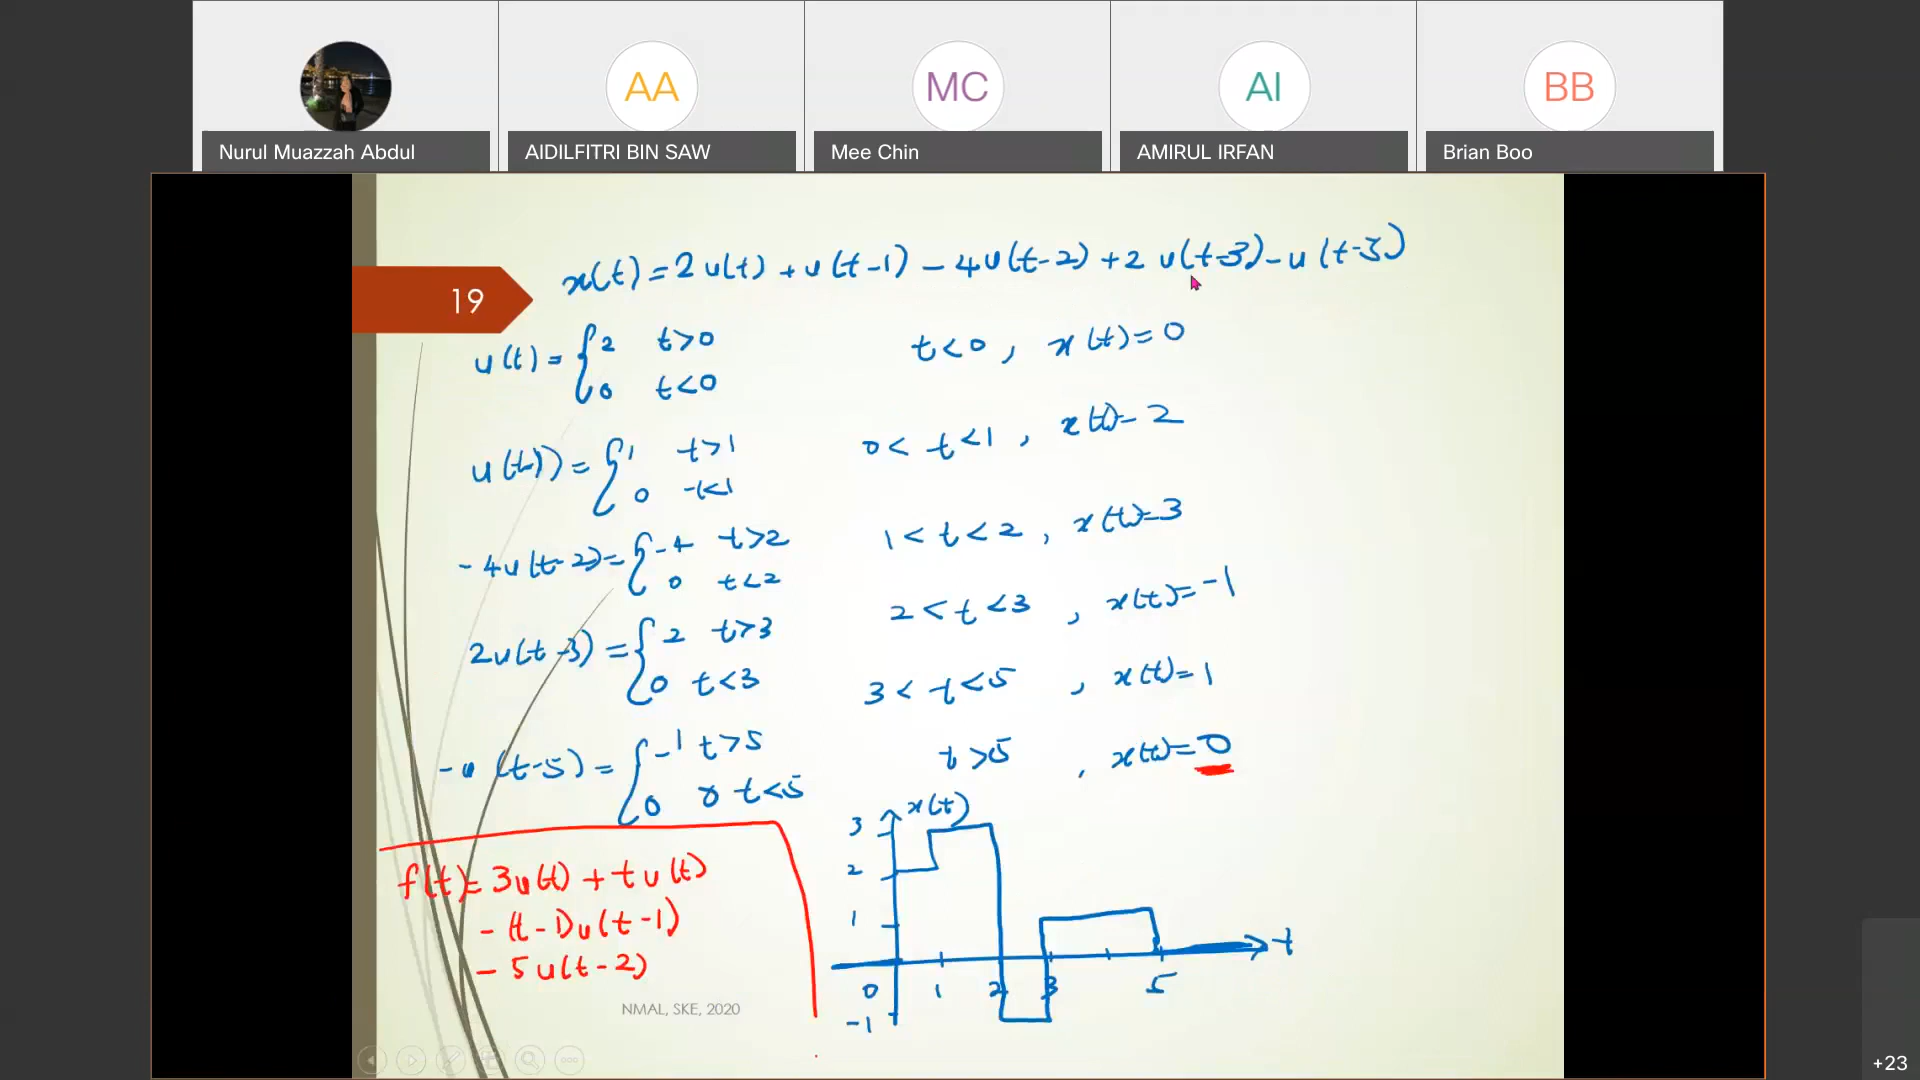 AA
MC
AI
BB
Nurul Muazzah Abdul
AIDILFITRI BIN SAW
Mee Chin
AMIRUL IRFAN
Brian Boo
19
x(t) = 2u(t) + u(t-1) - 4u(t-2) + 2u(t-3) - u(t-5)
u(t) = { 2 t>0
0 t<0
u(t-1) = { 1 t>1
0 t<1
-4u(t-2) = { -4 t>2
0 t<2
2u(t-3) = { 2 t>3
0 t<3
-u(t-5) = { -1 t>5
0 0 t<5
t<0, x(t)=0
0<t<1, x(t)=2
1<t<2, x(t)=3
2<t<3, x(t)=-1
3<t<5, x(t)=1
t>5, x(t)=0
f(t)= 3u(t) + tu(t)
- (t-1)u(t-1)
- 5u(t-2)
x(t)
3
2
1
t
0 1 2 3 5
-1
NMAL, SKE, 2020
+23